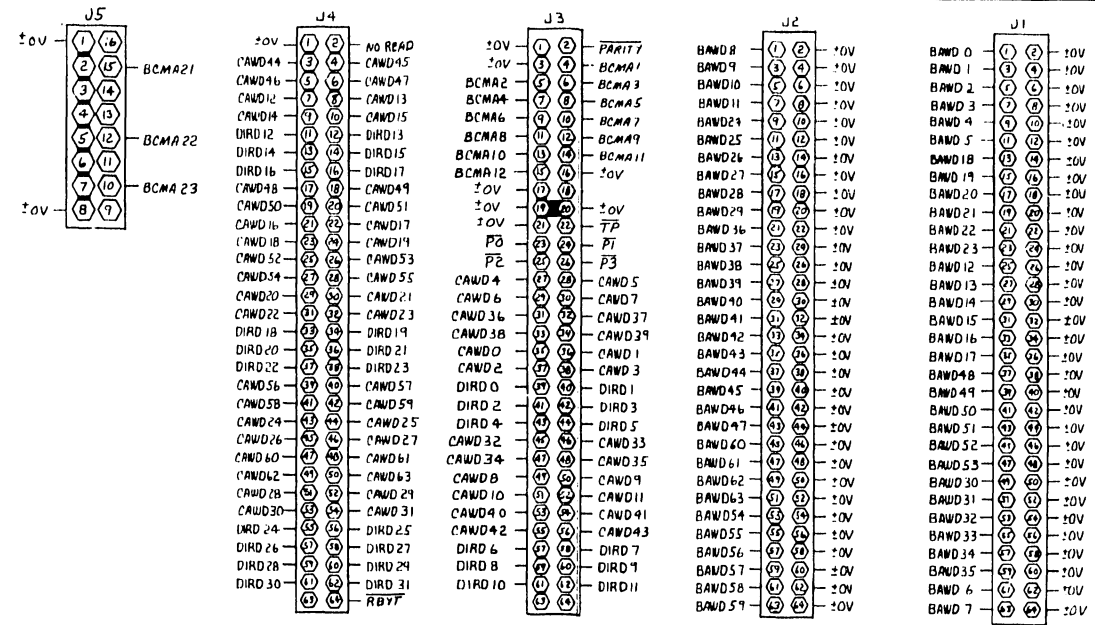 J5
±0V 1 16
2 15 BCMA21
3 14
4 13
5 12 BCMA22
6 11
7 10 BCMA23
±0V 8 9
J4
±0V 1 2 NO READ
CAWD44 3 4 CAWD45
CAWD46 5 6 CAWD47
CAWD12 7 8 CAWD13
CAWD14 9 10 CAWD15
DIRD12 11 12 DIRD13
DIRD14 13 14 DIRD15
DIRD16 15 16 DIRD17
CAWD48 17 18 CAWD49
CAWD50 19 20 CAWD51
CAWD16 21 22 CAWD17
CAWD18 23 24 CAWD19
CAWD52 25 26 CAWD53
CAWD54 27 28 CAWD55
CAWD20 29 30 CAWD21
CAWD22 31 32 CAWD23
DIRD18 33 34 DIRD19
DIRD20 35 36 DIRD21
DIRD22 37 38 DIRD23
CAWD56 39 40 CAWD57
CAWD58 41 42 CAWD59
CAWD24 43 44 CAWD25
CAWD26 45 46 CAWD27
CAWD60 47 48 CAWD61
CAWD62 49 50 CAWD63
CAWD28 51 52 CAWD29
CAWD30 53 54 CAWD31
DIRD24 55 56 DIRD25
DIRD26 57 58 DIRD27
DIRD28 59 60 DIRD29
DIRD30 61 62 DIRD31
63 64 RBYT
J3
±0V 1 2 PARITY
±0V 3 4 BCMA1
BCMA2 5 6 BCMA3
BCMA4 7 8 BCMA5
BCMA6 9 10 BCMA7
BCMA8 11 12 BCMA9
BCMA10 13 14 BCMA11
BCMA12 15 16 ±0V
±0V 17 18
±0V 19 20 ±0V
±0V 21 22 TP
P0 23 24 P1
P2 25 26 P3
CAWD4 27 28 CAWD5
CAWD6 29 30 CAWD7
CAWD36 31 32 CAWD37
CAWD38 33 34 CAWD39
CAWD0 35 36 CAWD1
CAWD2 37 38 CAWD3
DIRD0 39 40 DIRD1
DIRD2 41 42 DIRD3
DIRD4 43 44 DIRD5
CAWD32 45 46 CAWD33
CAWD34 47 48 CAWD35
CAWD8 49 50 CAWD9
CAWD10 51 52 CAWD11
CAWD40 53 54 CAWD41
CAWD42 55 56 CAWD43
DIRD6 57 58 DIRD7
DIRD8 59 60 DIRD9
DIRD10 61 62 DIRD11
63 64
J2
BAWD8 1 2 ±0V
BAWD9 3 4 ±0V
BAWD10 5 6 ±0V
BAWD11 7 8 ±0V
BAWD24 9 10 ±0V
BAWD25 11 12 ±0V
BAWD26 13 14 ±0V
BAWD27 15 16 ±0V
BAWD28 17 18 ±0V
BAWD29 19 20 ±0V
BAWD36 21 22 ±0V
BAWD37 23 24 ±0V
BAWD38 25 26 ±0V
BAWD39 27 28 ±0V
BAWD40 29 30 ±0V
BAWD41 31 32 ±0V
BAWD42 33 34 ±0V
BAWD43 35 36 ±0V
BAWD44 37 38 ±0V
BAWD45 39 40 ±0V
BAWD46 41 42 ±0V
BAWD47 43 44 ±0V
BAWD60 45 46 ±0V
BAWD61 47 48 ±0V
BAWD62 49 50 ±0V
BAWD63 51 52 ±0V
BAWD54 53 54 ±0V
BAWD55 55 56 ±0V
BAWD56 57 58 ±0V
BAWD57 59 60 ±0V
BAWD58 61 62 ±0V
BAWD59 63 64 ±0V
J1
BAWD0 1 2 ±0V
BAWD1 3 4 ±0V
BAWD2 5 6 ±0V
BAWD3 7 8 ±0V
BAWD4 9 10 ±0V
BAWD5 11 12 ±0V
BAWD18 13 14 ±0V
BAWD19 15 16 ±0V
BAWD20 17 18 ±0V
BAWD21 19 20 ±0V
BAWD22 21 22 ±0V
BAWD23 23 24 ±0V
BAWD12 25 26 ±0V
BAWD13 27 28 ±0V
BAWD14 29 30 ±0V
BAWD15 31 32 ±0V
BAWD16 33 34 ±0V
BAWD17 35 36 ±0V
BAWD48 37 38 ±0V
BAWD49 39 40 ±0V
BAWD50 41 42 ±0V
BAWD51 43 44 ±0V
BAWD52 45 46 ±0V
BAWD53 47 48 ±0V
BAWD30 49 50 ±0V
BAWD31 51 52 ±0V
BAWD32 53 54 ±0V
BAWD33 55 56 ±0V
BAWD34 57 58 ±0V
BAWD35 59 60 ±0V
BAWD6 61 62 ±0V
BAWD7 63 64 ±0V